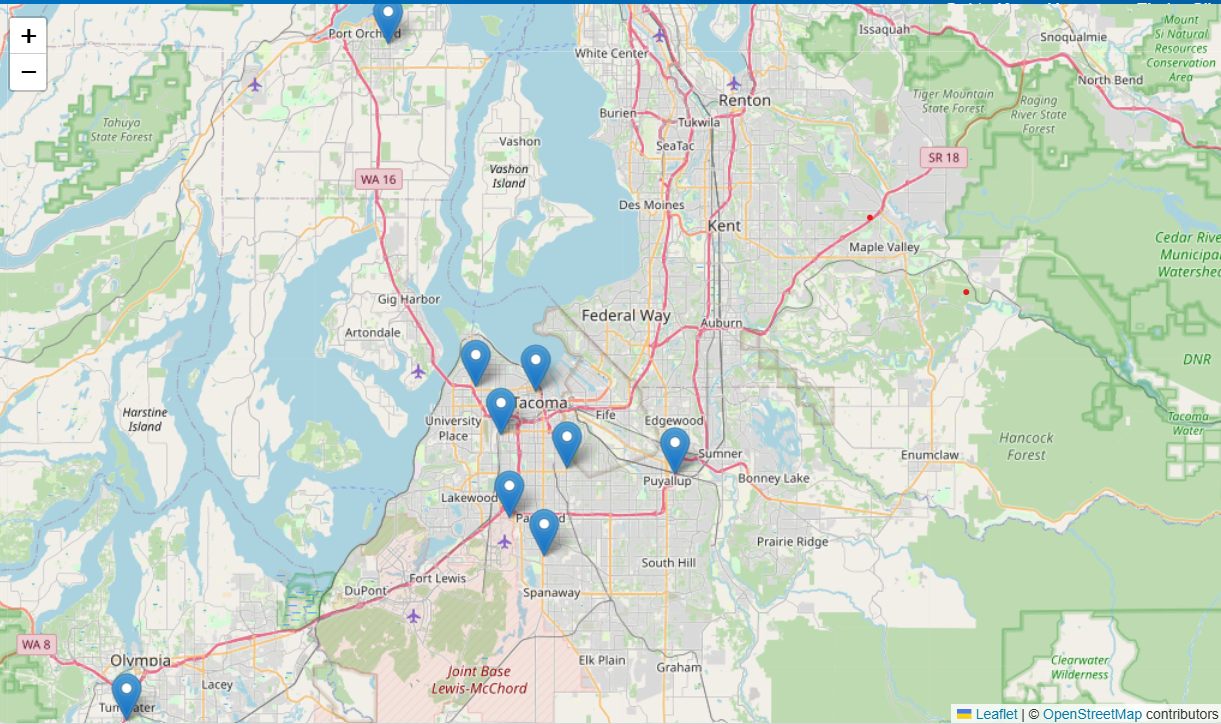 +
−
Port Orchard
White Center
Issaquah
Snoqualmie
Mount
Si Natural
Resources
Conservation
Area
North Bend
Tiger Mountain
State Forest
Raging
River State
Forest
Tahuya
State Forest
Renton
Burien
Tukwila
SeaTac
Vashon
Vashon
Island
SR 18
WA 16
Des Moines
Kent
Maple Valley
Cedar Rive
Municipa
Watershed
Gig Harbor
Artondale
Federal Way
Auburn
DNR
Harstine
Island
Tacoma
Fife
University
Place
Edgewood
Tacoma
Water
Hancock
Forest
Sumner
Enumclaw
Puyallup
Bonney Lake
Lakewood
Prairie Ridge
South Hill
Fort Lewis
DuPont
Spanaway
WA 8
Olympia
Lacey
Joint Base
Lewis-McChord
Elk Plain
Graham
Clearwater
Wilderness
Tumwater
Leaflet | © OpenStreetMap contributors